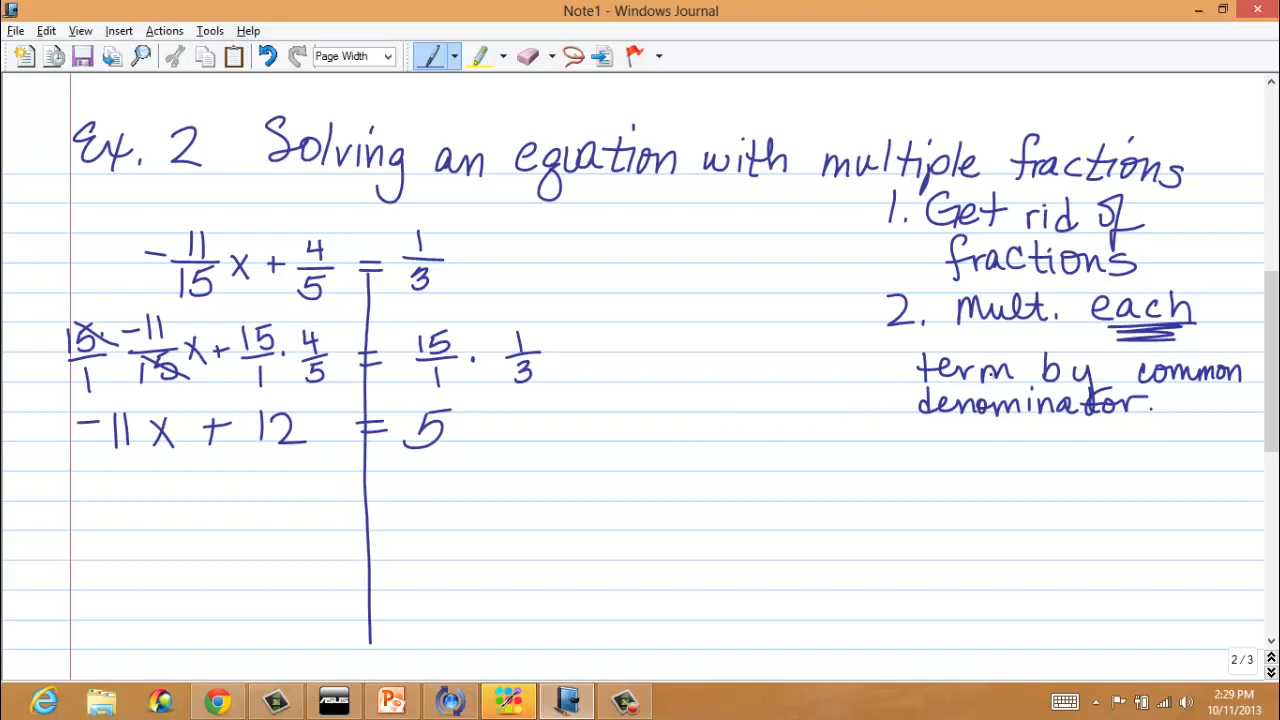 Note1 - Windows Journal
File Edit View Insert Actions Tools Help
Page Width
Ex. 2 Solving an equation with multiple fractions
1. Get rid of
fractions
-11/15 x + 4/5 = 1/3
2. mult. each
15/1 -11/15 x + 15/1 · 4/5 = 15/1 · 1/3
term by common
denominator.
-11x + 12 = 5
2 / 3
ASUS
2:29 PM
10/11/2013